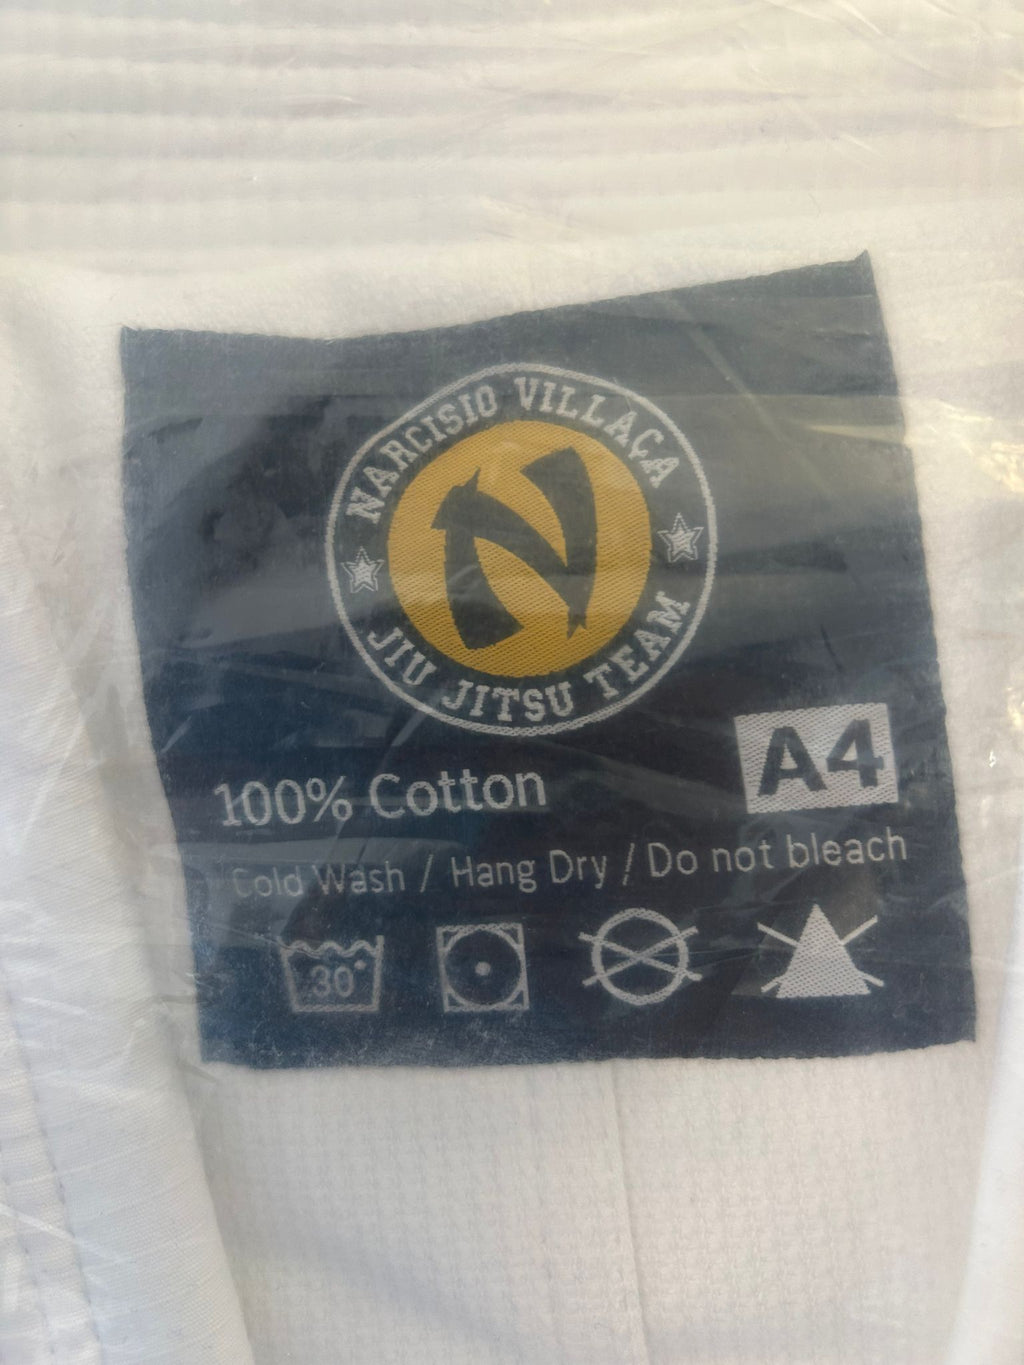 NARCISIO VILLAÇA
JIU JITSU TEAM
A4
100% Cotton
Cold Wash / Hang Dry / Do not bleach
30°